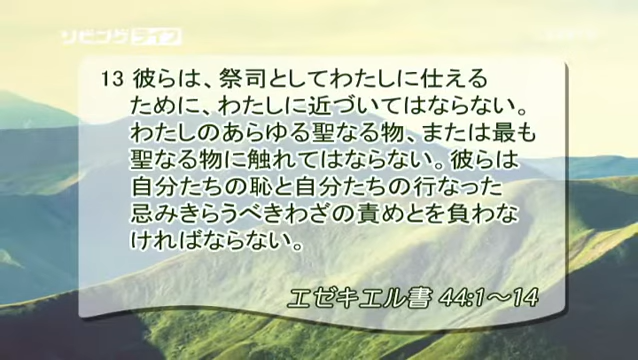 リビングライフ
13 彼らは、祭司としてわたしに仕える
ために、わたしに近づいてはならない。
わたしのあらゆる聖なる物、または最も
聖なる物に触れてはならない。彼らは
自分たちの恥と自分たちの行なった
忌みきらうべきわざの責めとを負わな
ければならない。
エゼキエル書 44:1～14